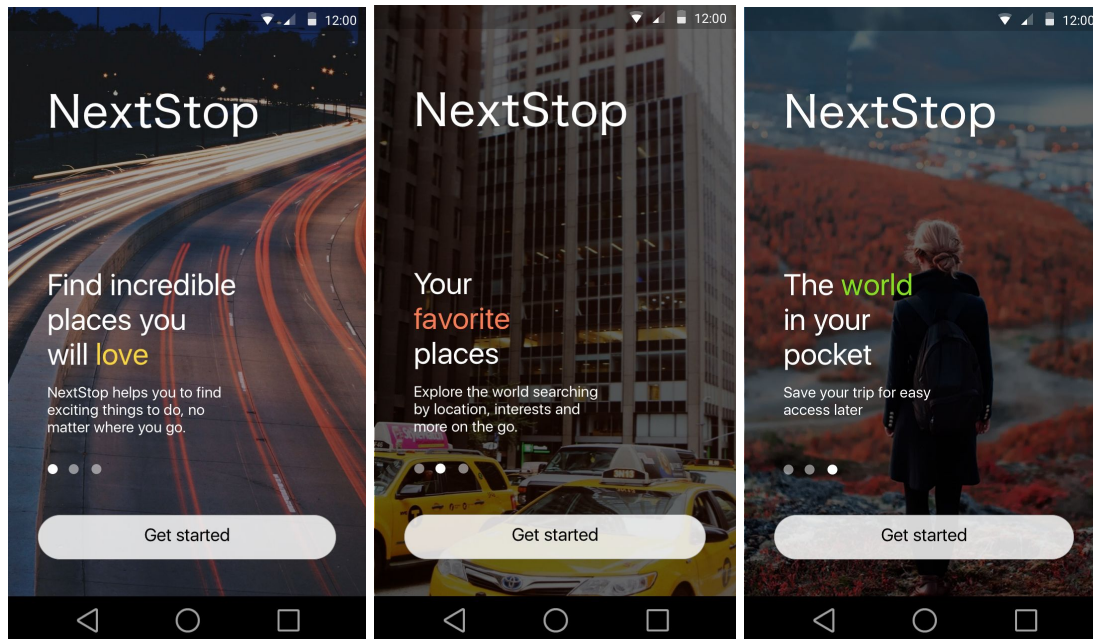 12:00
NextStop
Find incredible
places you
will love
NextStop helps you to find
exciting things to do, no
matter where you go.
Get started
12:00
NextStop
Your
favorite
places
Explore the world searching
by location, interests and
more on the go.
5H13
Get started
12:00
NextStop
The world
in your
pocket
Save your trip for easy
access later
Get started